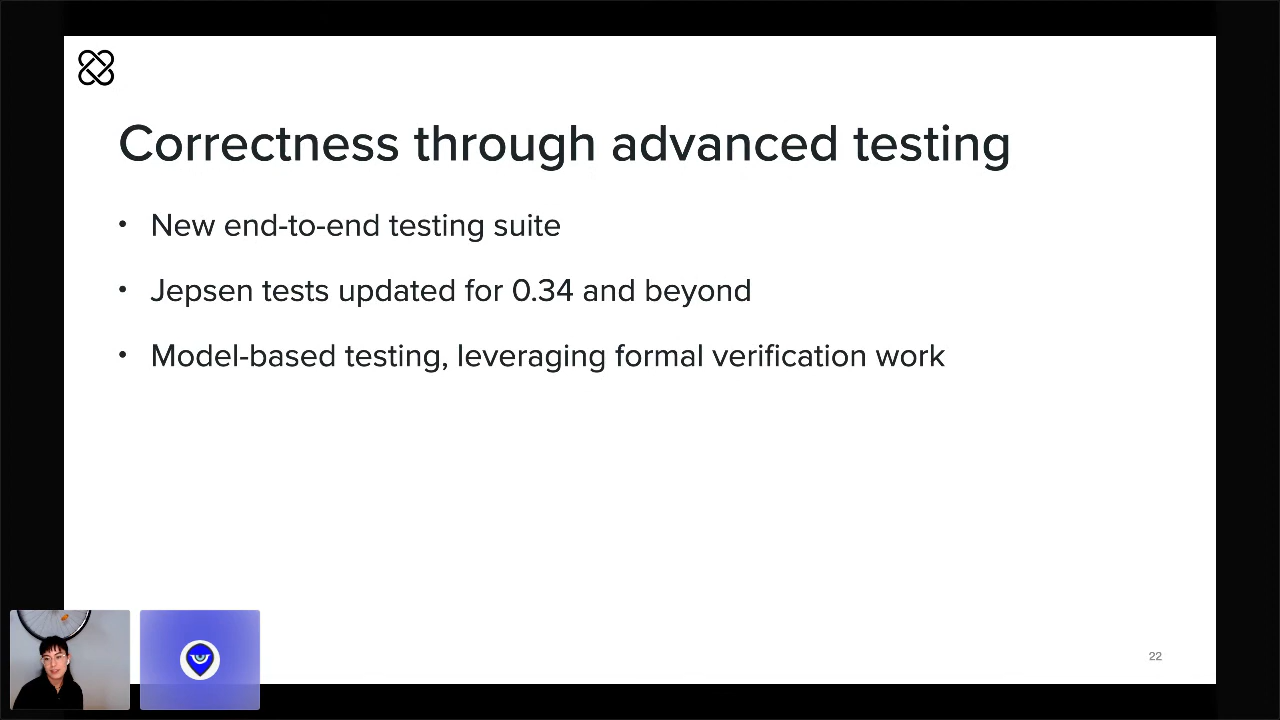 Correctness through advanced testing
• New end-to-end testing suite
• Jepsen tests updated for 0.34 and beyond
• Model-based testing, leveraging formal verification work
22